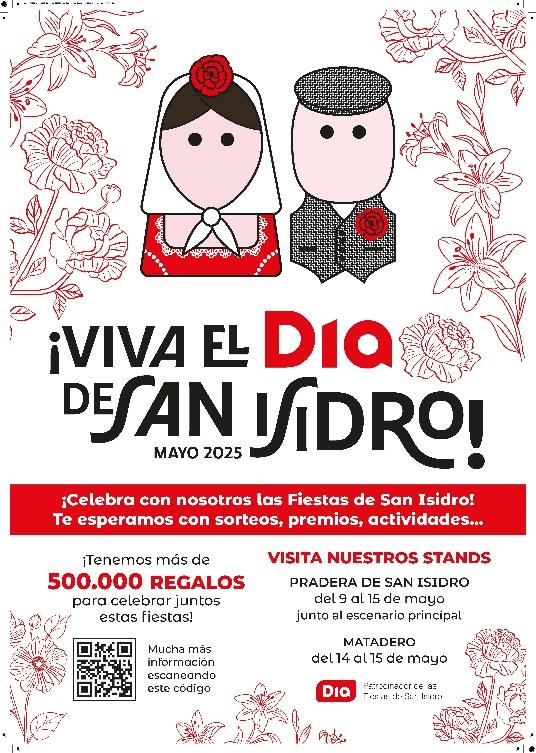 ¡VIVA EL Dia
DE SAN ISIDRO!
MAYO 2025
¡Celebra con nosotros las Fiestas de San Isidro!
Te esperamos con sorteos, premios, actividades...
¡Tenemos más de
500.000 REGALOS
para celebrar juntos
estas fiestas!
Mucha más
información
escaneando
este código
VISITA NUESTROS STANDS
PRADERA DE SAN ISIDRO
del 9 al 15 de mayo
junto al escenario principal
MATADERO
del 14 al 15 de mayo
Dia
Patrocinador de las
Fiestas de San Isidro